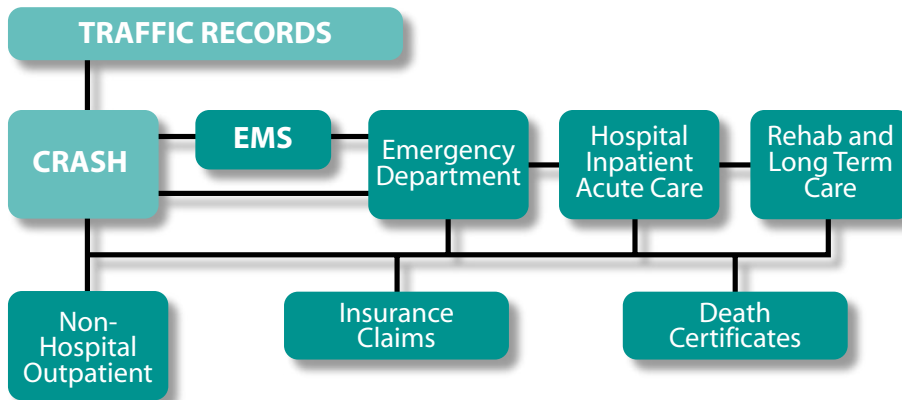 TRAFFIC RECORDS
CRASH
EMS
Emergency
Department
Hospital
Inpatient
Acute Care
Rehab and
Long Term
Care
Non-
Hospital
Outpatient
Insurance
Claims
Death
Certificates